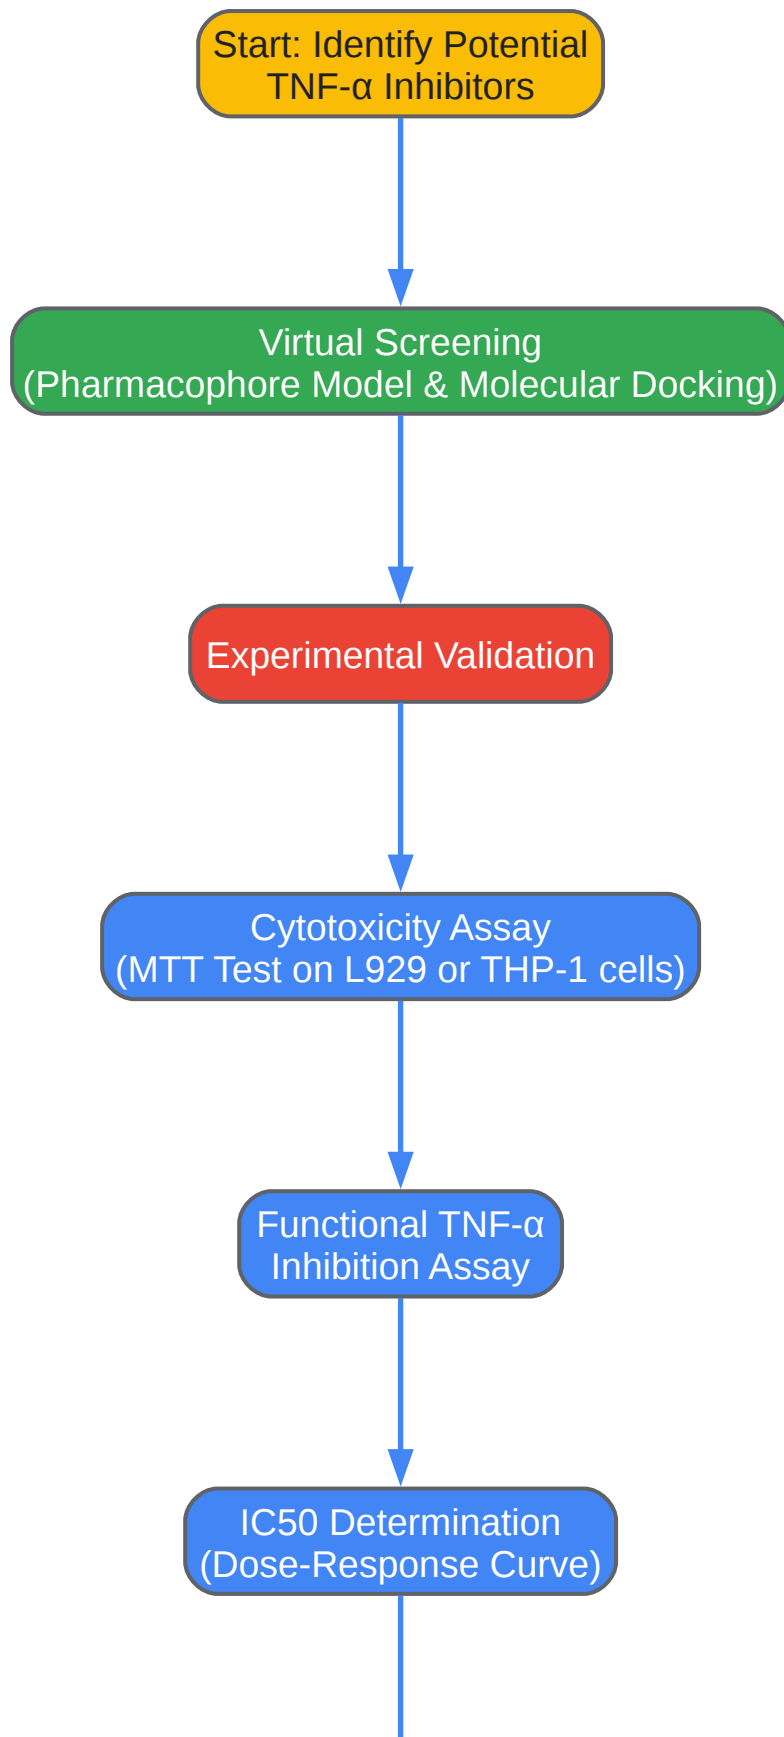 Start: Identify Potential
TNF-α Inhibitors
Virtual Screening
(Pharmacophore Model & Molecular Docking)
Experimental Validation
Cytotoxicity Assay
(MTT Test on L929 or THP-1 cells)
Functional TNF-α
Inhibition Assay
IC50 Determination
(Dose-Response Curve)